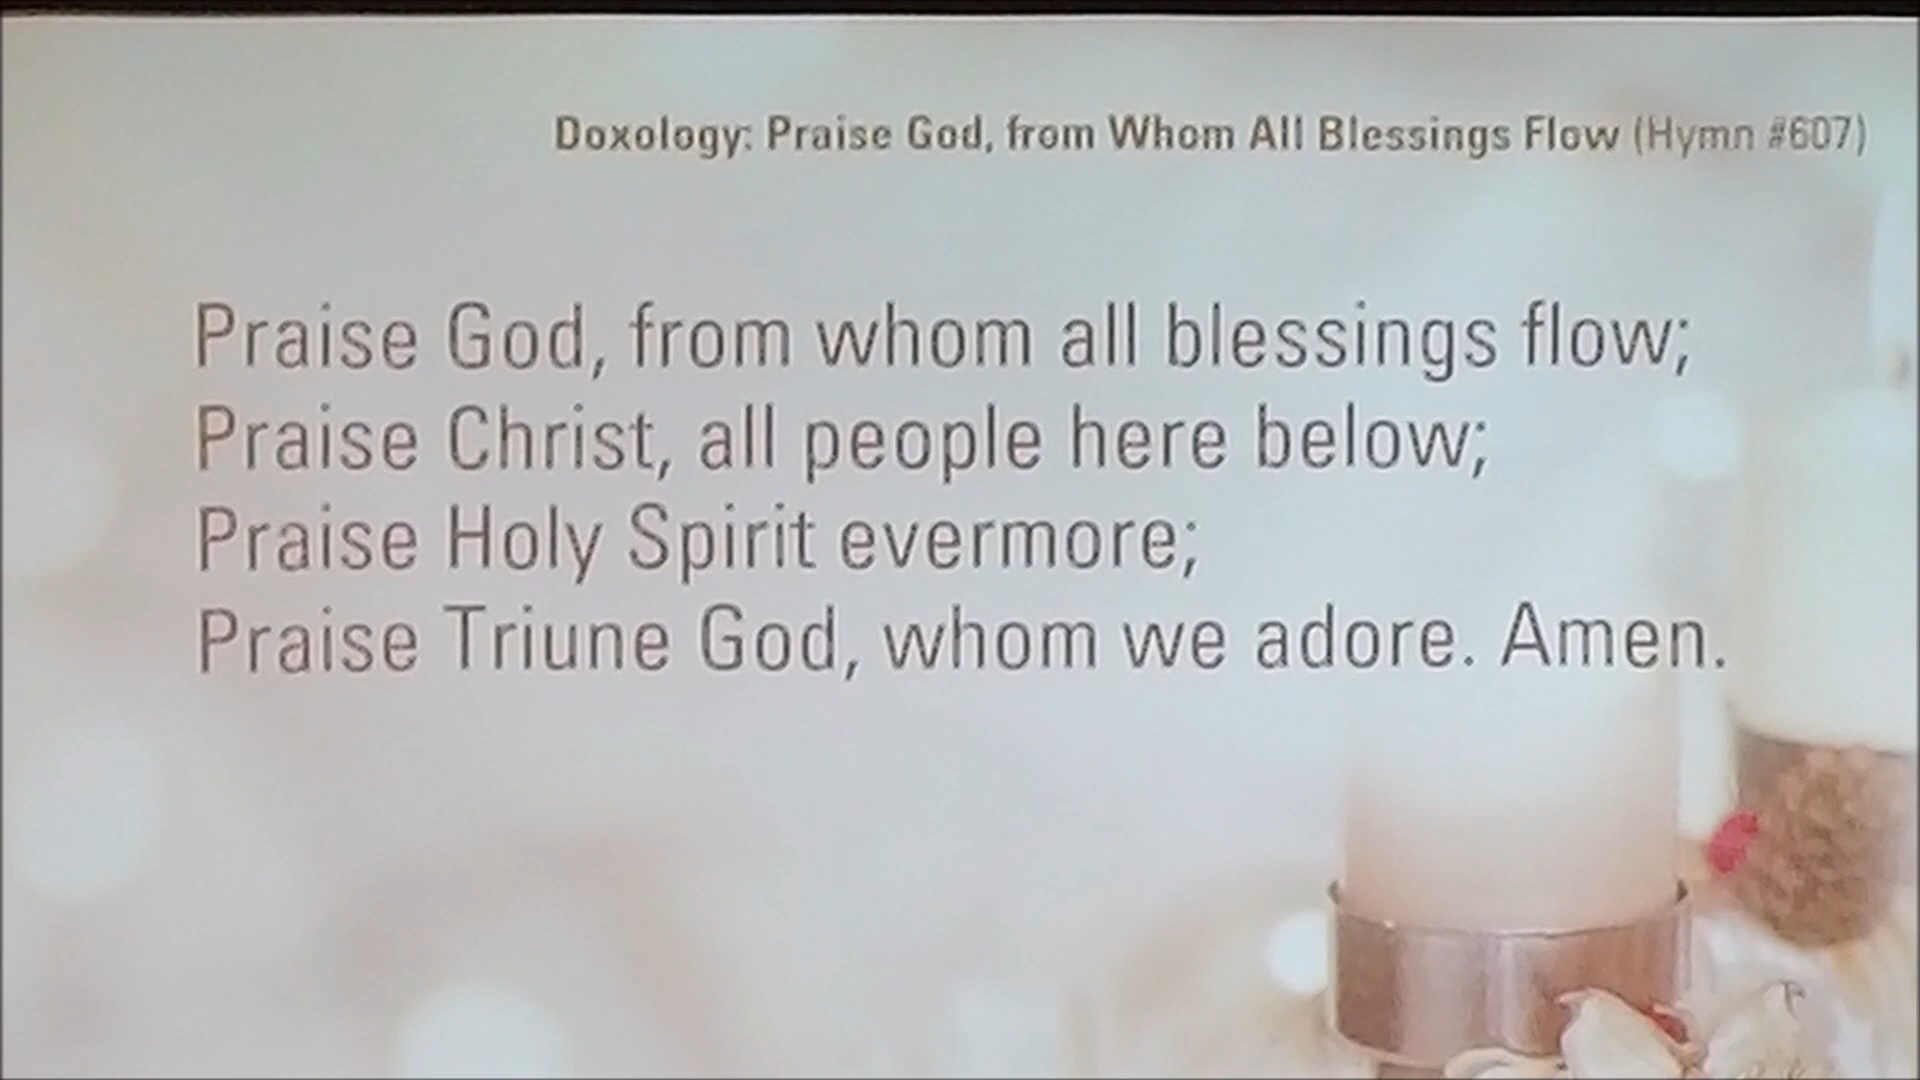 Doxology: Praise God, from Whom All Blessings Flow (Hymn #607)
Praise God, from whom all blessings flow;
Praise Christ, all people here below;
Praise Holy Spirit evermore;
Praise Triune God, whom we adore. Amen.